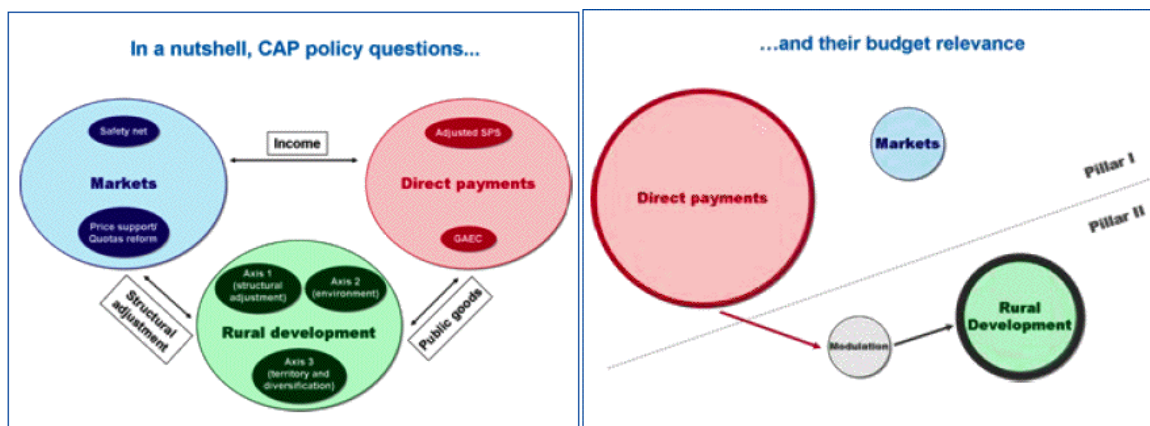 In a nutshell, CAP policy questions...
Safety net
Markets
Price support/
Quotas reform
Income
Adjusted SPS
Direct payments
GAEC
Axis 1
(structural
adjustment)
Axis 2
(environment)
Rural development
Axis 3
(territory and
diversification)
Structural
adjustment
Public goods
...and their budget relevance
Direct payments
Markets
Pillar I
Pillar II
Modulation
Rural
Development